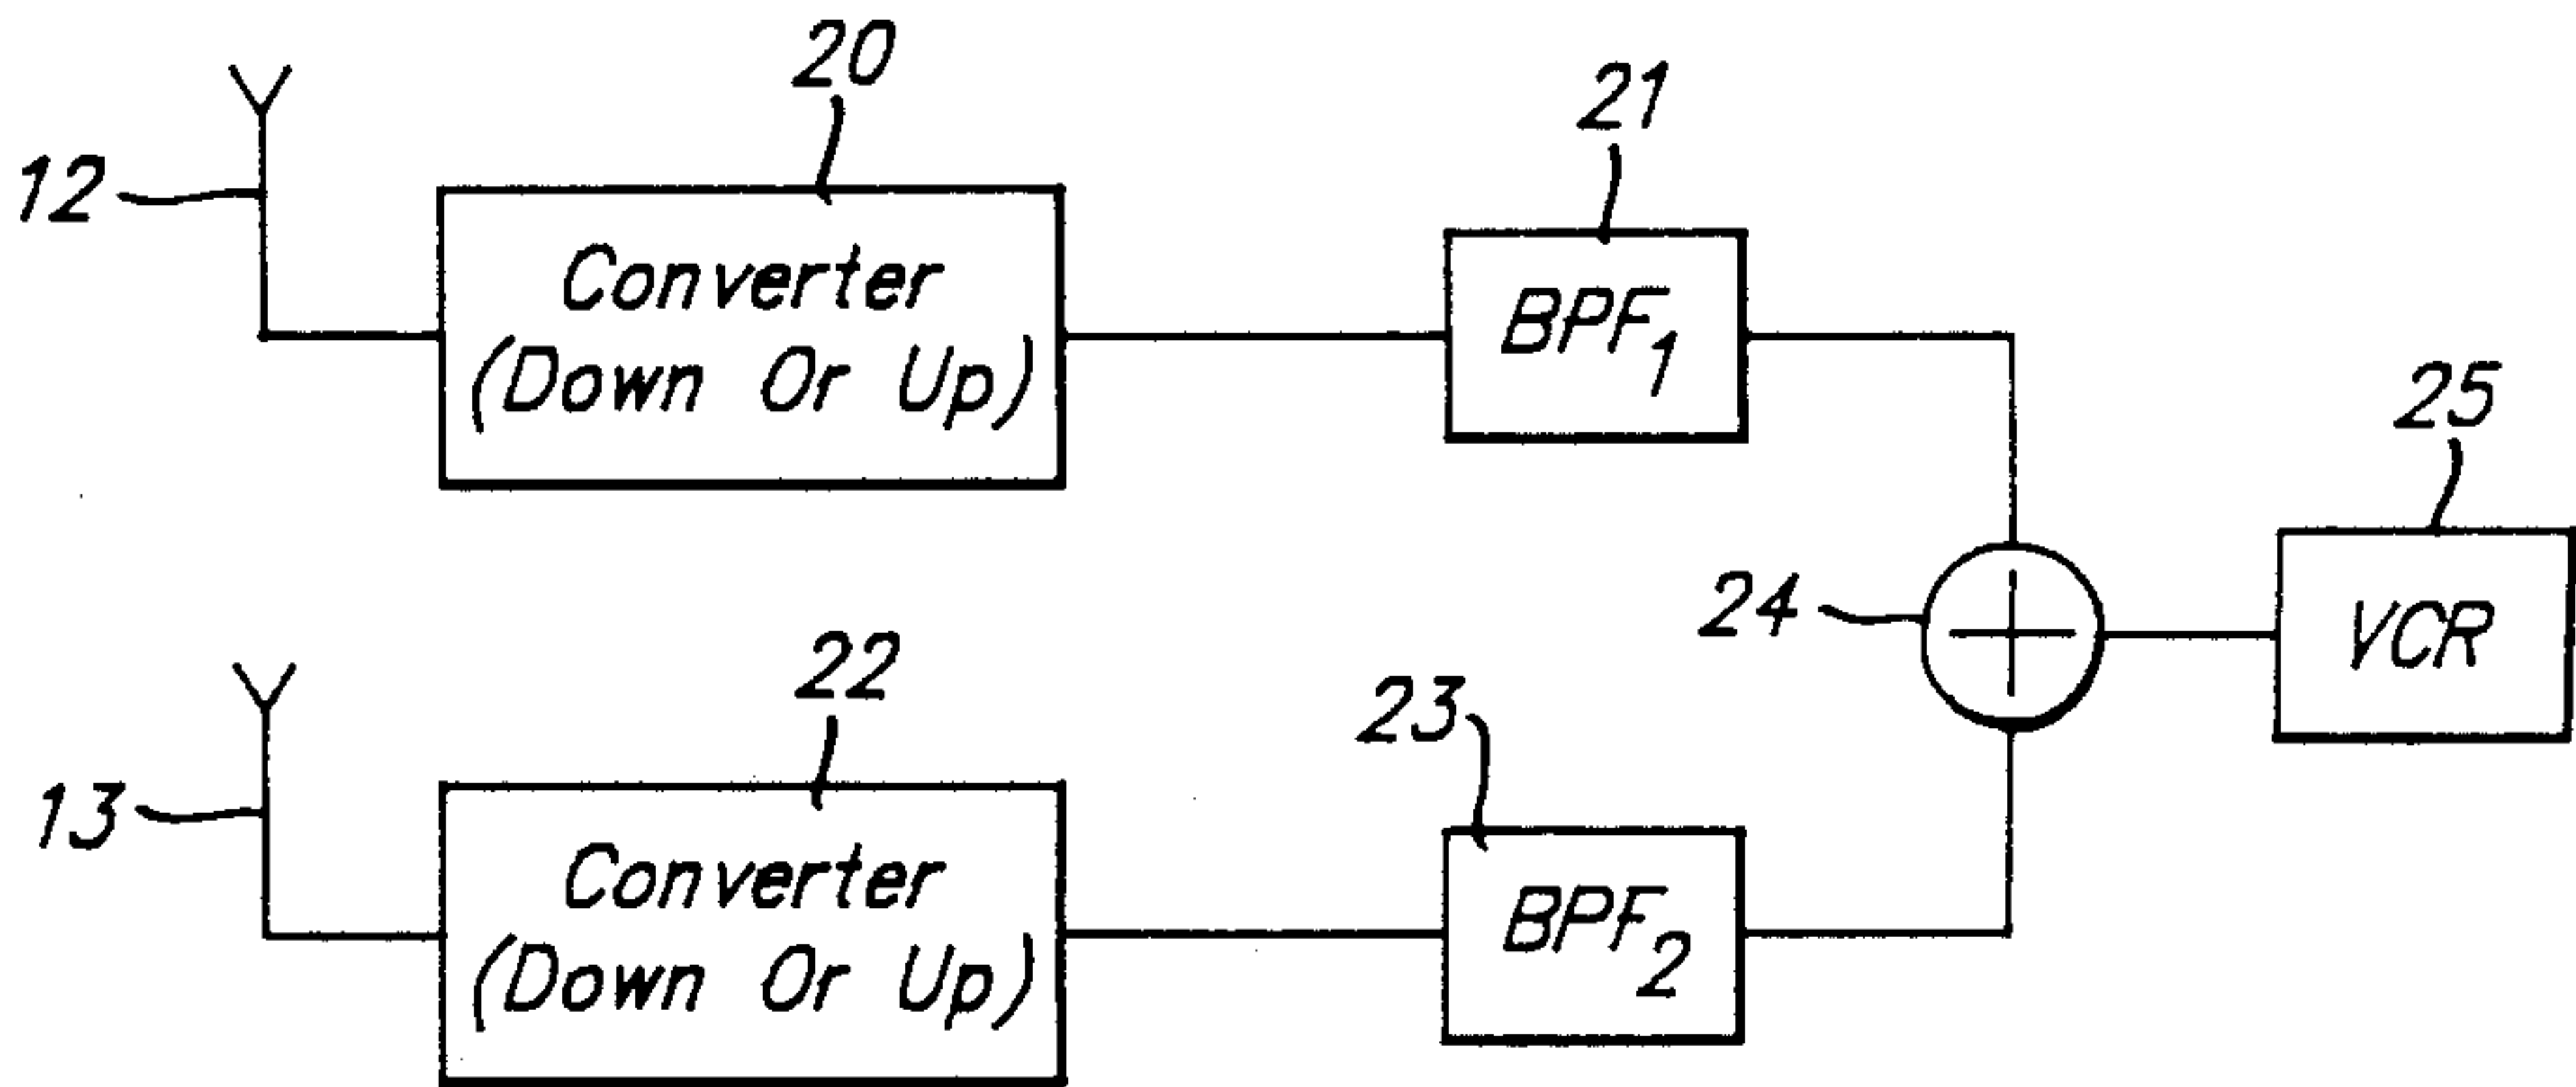 20
21
12
Converter
(Down Or Up)
BPF1
25
24
VCR
22
23
13
Converter
(Down Or Up)
BPF2